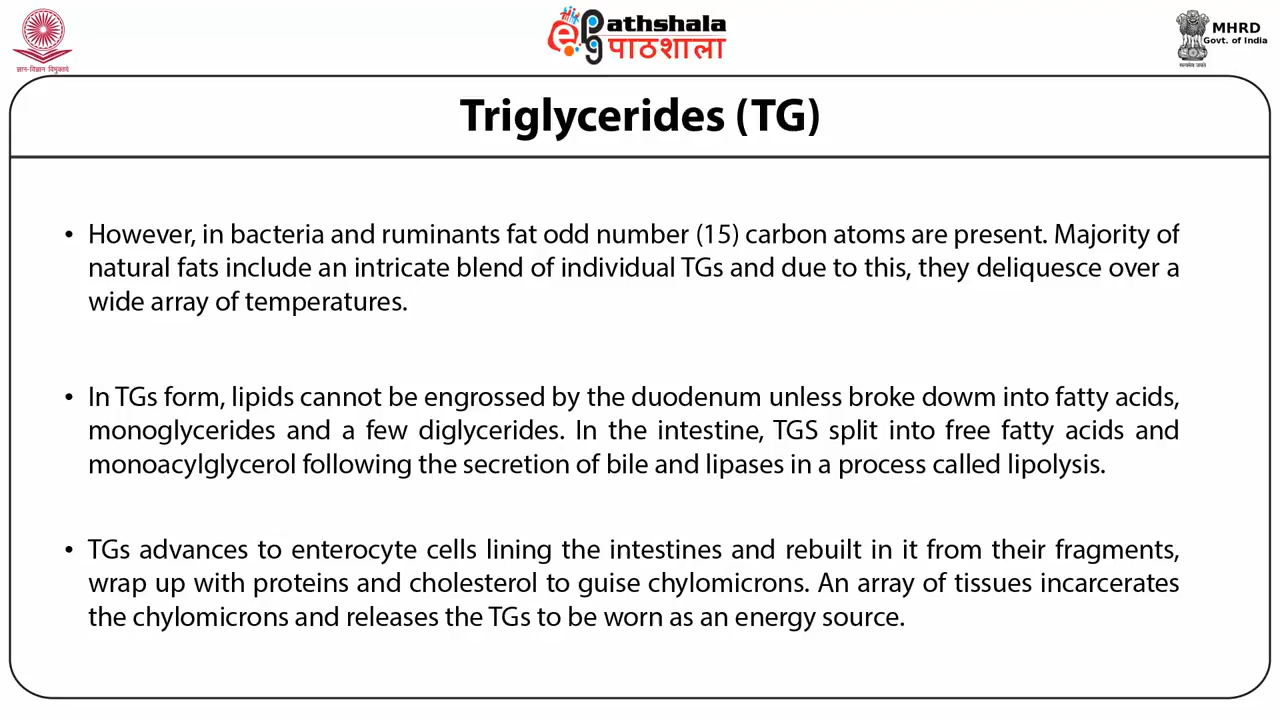 ज्ञान-विज्ञान विमुक्तये
ePG Pathshala
पाठशाला
MHRD
Govt. of India
सत्यमेव जयते
Triglycerides (TG)
• However, in bacteria and ruminants fat odd number (15) carbon atoms are present. Majority of
natural fats include an intricate blend of individual TGs and due to this, they deliquesce over a
wide array of temperatures.
• In TGs form, lipids cannot be engrossed by the duodenum unless broke dowm into fatty acids,
monoglycerides and a few diglycerides. In the intestine, TGS split into free fatty acids and
monoacylglycerol following the secretion of bile and lipases in a process called lipolysis.
• TGs advances to enterocyte cells lining the intestines and rebuilt in it from their fragments,
wrap up with proteins and cholesterol to guise chylomicrons. An array of tissues incarcerates
the chylomicrons and releases the TGs to be worn as an energy source.